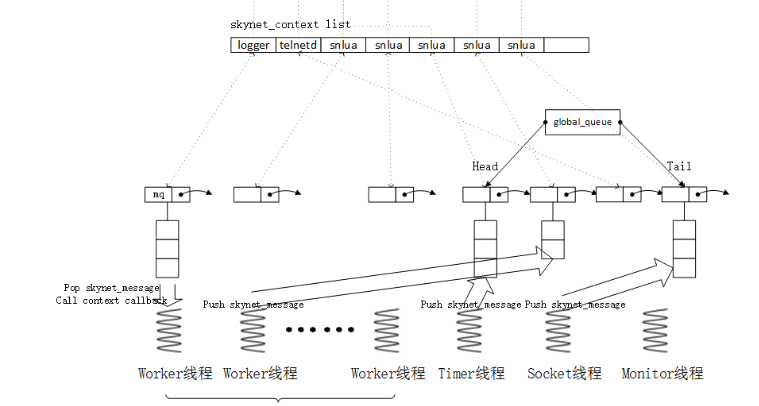 skynet_context list
logger telnetd snlua snlua snlua snlua snlua
global_queue
Head Tail
mq
Pop skynet_message
Call context callback
Push skynet_message Push skynet_message Push skynet_message
Worker线程 Worker线程 Worker线程 Timer线程 Socket线程 Monitor线程